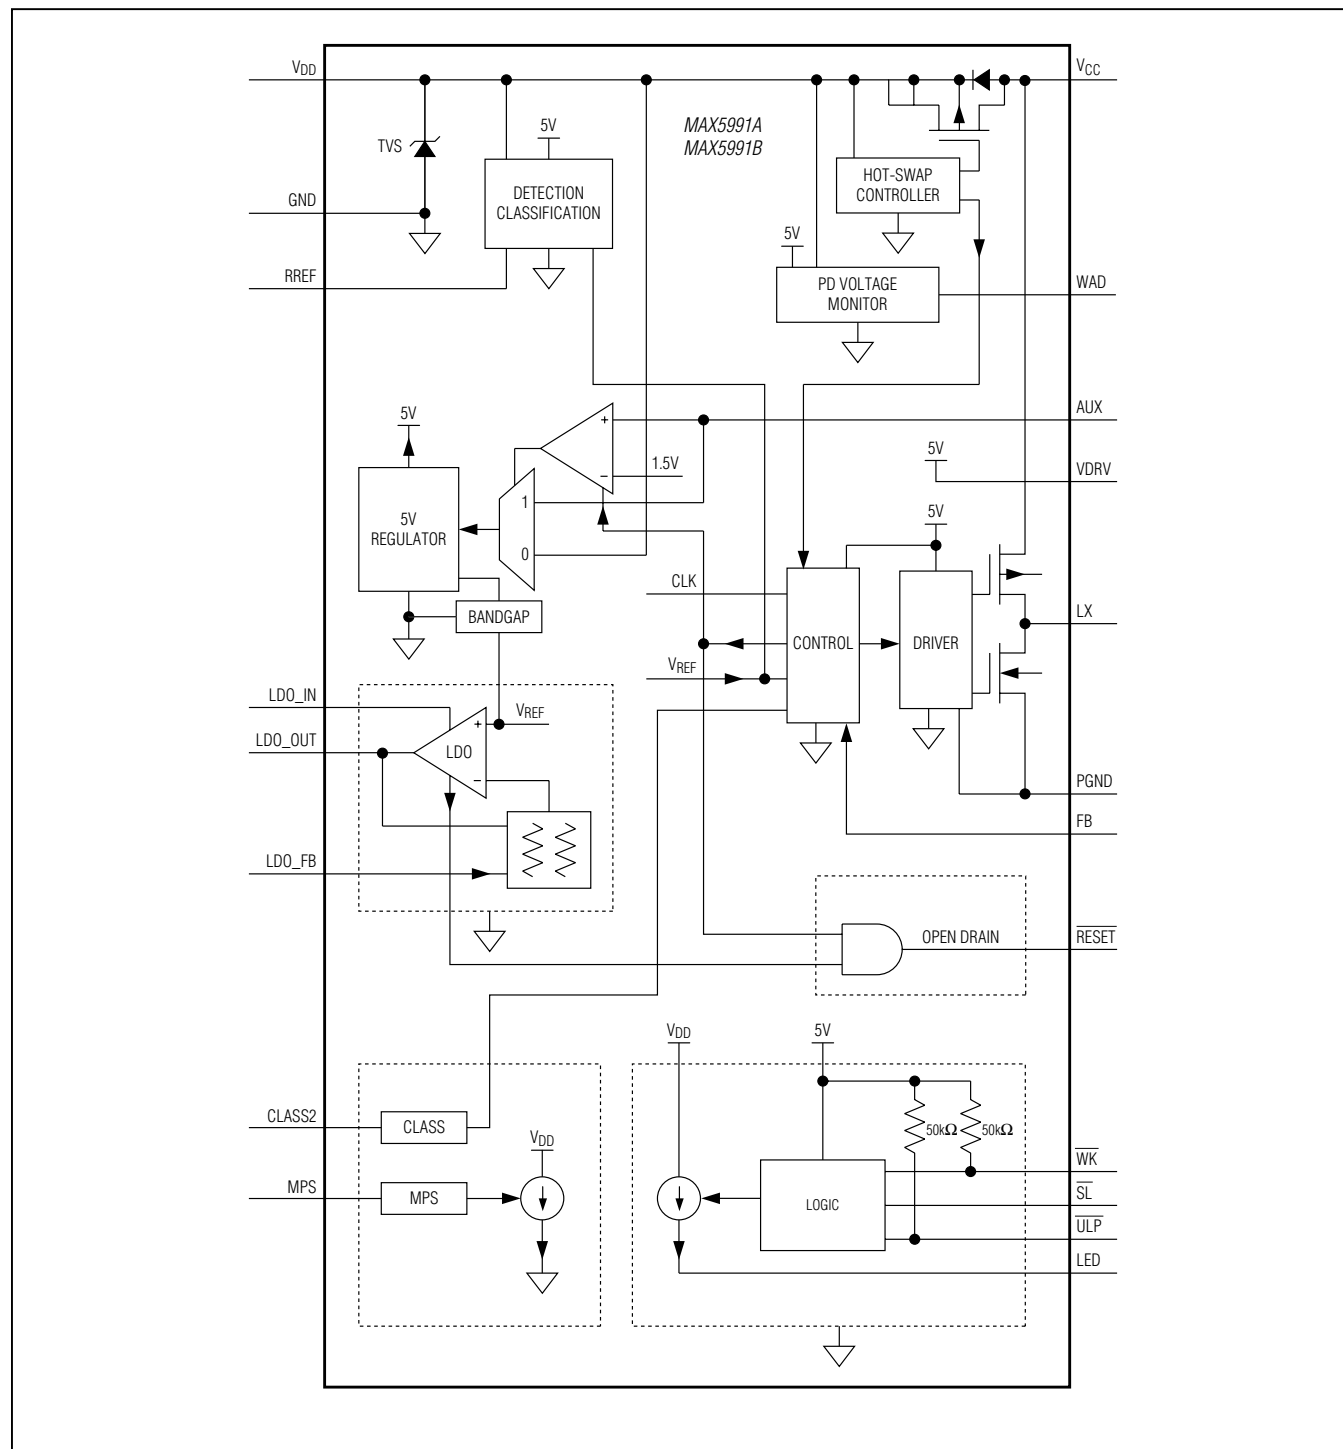 VDD
VCC
MAX5991A
MAX5991B
5V
TVS
DETECTION
CLASSIFICATION
HOT-SWAP
CONTROLLER
GND
5V
RREF
PD VOLTAGE
MONITOR
WAD
5V
+
AUX
−
1.5V
5V
VDRV
1
5V
REGULATOR
5V
0
CLK
BANDGAP
LX
CONTROL
DRIVER
VREF
LDO_IN
+
VREF
LDO_OUT
LDO
−
PGND
FB
LDO_FB
OPEN DRAIN
RESET
VDD
5V
CLASS2
CLASS
50kΩ
50kΩ
VDD
WK
MPS
MPS
LOGIC
SL
ULP
LED